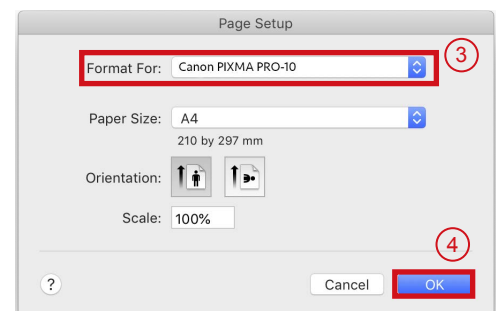 Page Setup
3
Format For: Canon PIXMA PRO-10
Paper Size: A4
210 by 297 mm
Orientation:
Scale: 100%
4
? Cancel OK